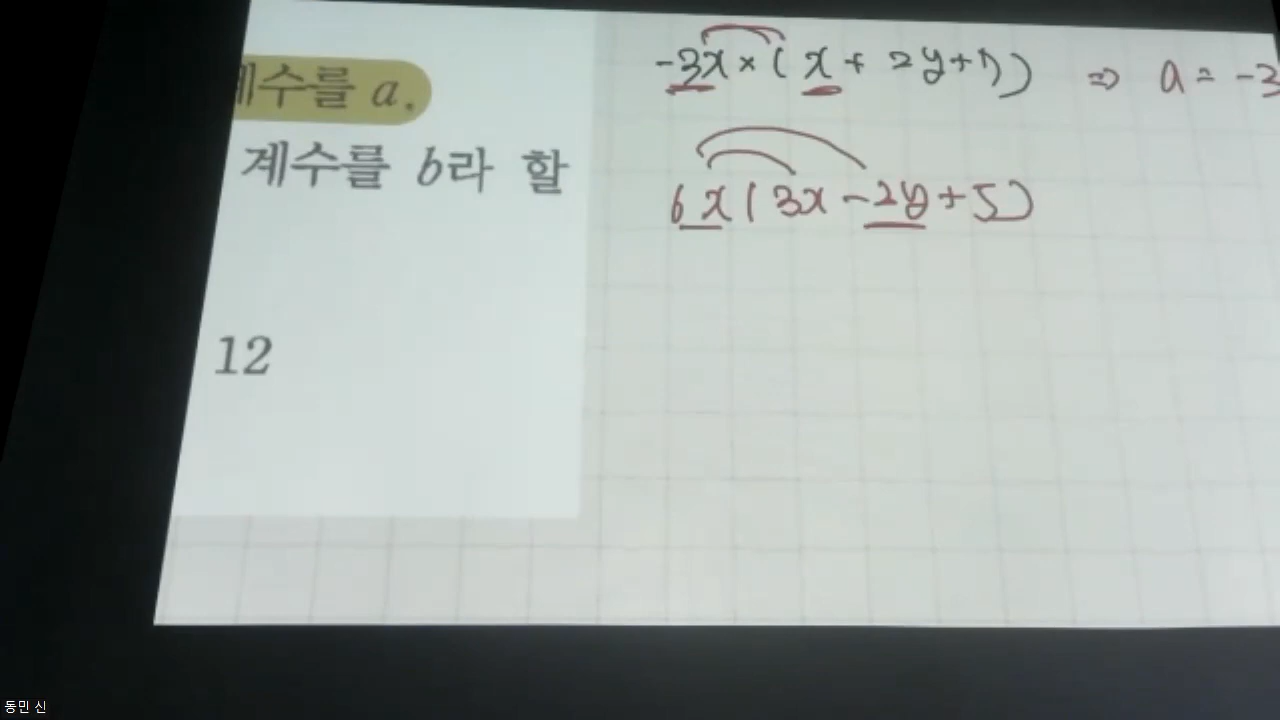 계수를 a,
계수를 b라 할
12
-3x×(x+2y+7) ⇒ a=-3
6x(3x-2y+5)
동민 신